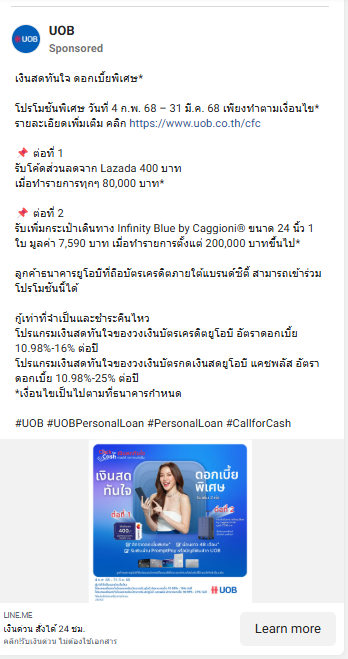 UOB
Sponsored
เงินสดทันใจ ดอกเบี้ยพิเศษ*
โปรโมชันพิเศษ วันที่ 4 ก.พ. 68 – 31 มี.ค. 68 เพียงทำตามเงื่อนไข*
รายละเอียดเพิ่มเติม คลิก https://www.uob.co.th/cfc
📌 ต่อที่ 1
รับโค้ดส่วนลดจาก Lazada 400 บาท
เมื่อทำรายการทุกๆ 80,000 บาท*
📌 ต่อที่ 2
รับเพิ่มกระเป๋าเดินทาง Infinity Blue by Caggioni® ขนาด 24 นิ้ว 1
ใบ มูลค่า 7,590 บาท เมื่อทำรายการตั้งแต่ 200,000 บาทขึ้นไป*
ลูกค้าธนาคารยูโอบีที่ถือบัตรเครดิตภายใต้แบรนด์ซิตี้ สามารถเข้าร่วม
โปรโมชันนี้ได้
กู้เท่าที่จำเป็นและชำระคืนไหว
โปรแกรมเงินสดทันใจของวงเงินบัตรเครดิตยูโอบี อัตราดอกเบี้ย
10.98%-16% ต่อปี
โปรแกรมเงินสดทันใจของวงเงินบัตรกดเงินสดยูโอบี แคชพลัส อัตรา
ดอกเบี้ย 10.98%-25% ต่อปี
*เงื่อนไขเป็นไปตามที่ธนาคารกำหนด
#UOB #UOBPersonalLoan #PersonalLoan #CallforCash
เงินสด
ทันใจ
ดอกเบี้ย
พิเศษ
ต่อที่ 1
400
ต่อที่ 2
UOB
LINE.ME
เงินด่วน สั่งได้ 24 ชม.
คลิก!รับเงินด่วน ไม่ต้องใช้เอกสาร
Learn more